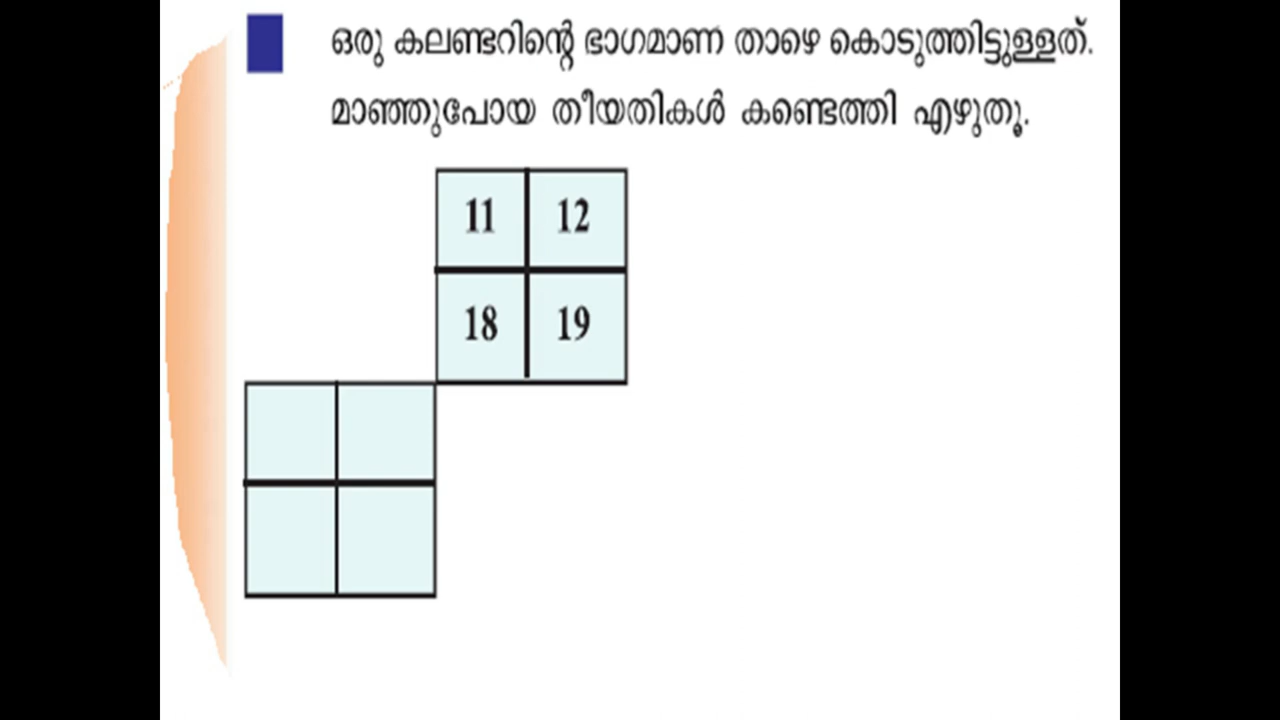 ഒരു കലണ്ടറിന്റെ ഭാഗമാണ് താഴെ കൊടുത്തിട്ടുള്ളത്.
മാഞ്ഞുപോയ തീയതികൾ കണ്ടെത്തി എഴുതൂ.
11 12
18 19